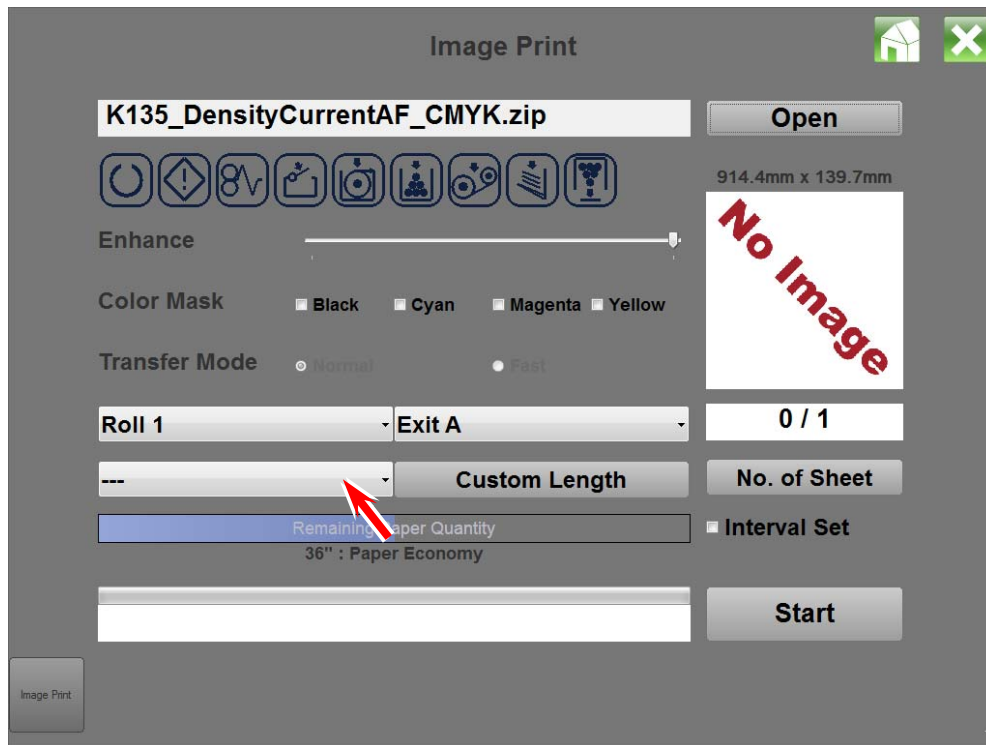 Image Print
K135_DensityCurrentAF_CMYK.zip
Open
914.4mm x 139.7mm
No Image
Enhance
Color Mask
Black
Cyan
Magenta
Yellow
Transfer Mode
Normal
Fast
Roll 1
Exit A
0 / 1
---
Custom Length
No. of Sheet
Remaining Paper Quantity
Interval Set
36" : Paper Economy
Start
Image Print